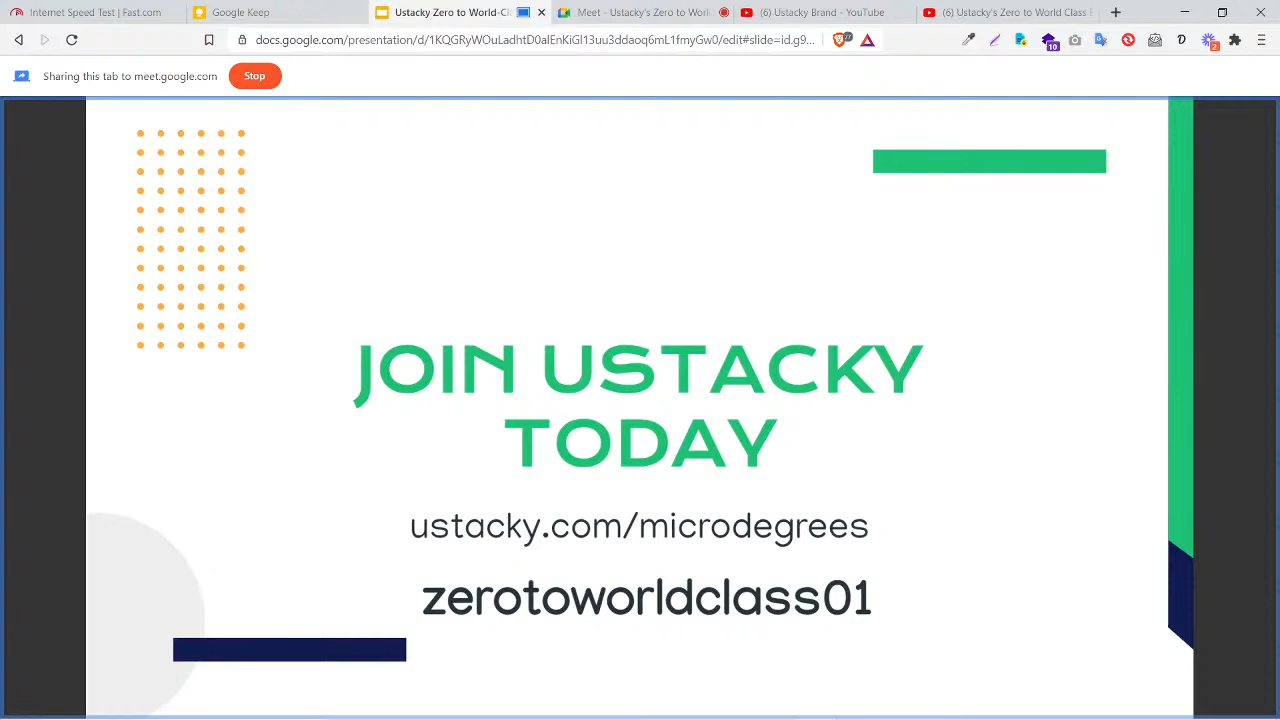 Internet Speed Test | Fast.com
Google Keep
Ustacky Zero to World-Cl
Meet - Ustacky's Zero to Worl
(6) Ustacky Brand - YouTube
(6) Ustacky's Zero to World Class
docs.google.com/presentation/d/1KQGRyWOuLadhtD0alEnKiGl13uu3ddaoq6mL1fmyGw0/edit#slide=id.g9...
10
2
Sharing this tab to meet.google.com
Stop
JOIN USTACKY
TODAY
ustacky.com/microdegrees
zerotoworldclass01